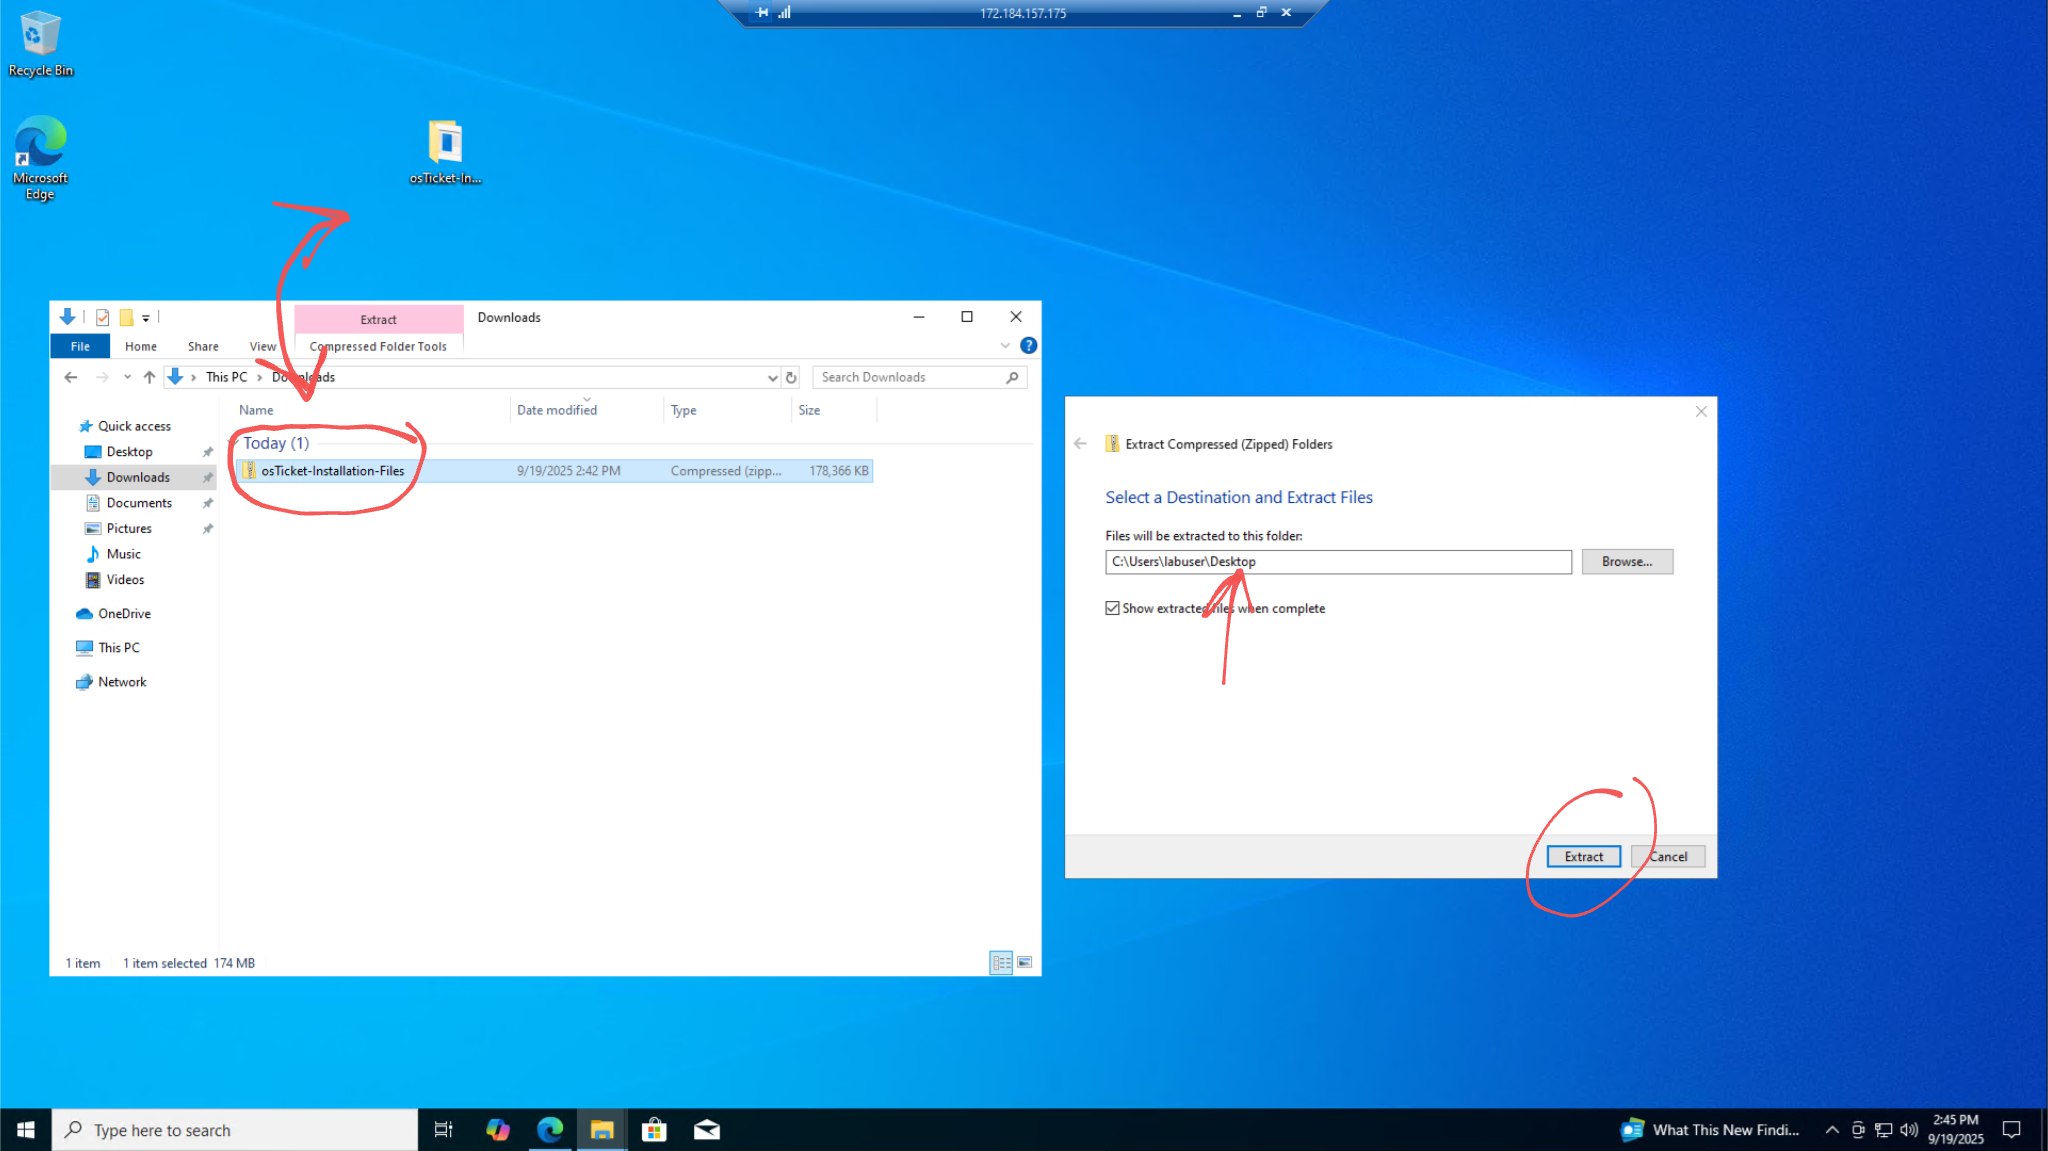 172.184.157.175
Recycle Bin
Microsoft
Edge
osTicket-In...
Extract
Downloads
File
Home
Share
View
Compressed Folder Tools
This PC
Downloads
Search Downloads
Name
Date modified
Type
Size
Quick access
Desktop
Downloads
Documents
Pictures
Music
Videos
OneDrive
This PC
Network
Today (1)
osTicket-Installation-Files
9/19/2025 2:42 PM
Compressed (zipp...
178,366 KB
1 item
1 item selected 174 MB
Extract Compressed (Zipped) Folders
Select a Destination and Extract Files
Files will be extracted to this folder:
C:\Users\labuser\Desktop
Browse...
Show extracted files when complete
Extract
Cancel
Type here to search
What This New Findi...
2:45 PM
9/19/2025